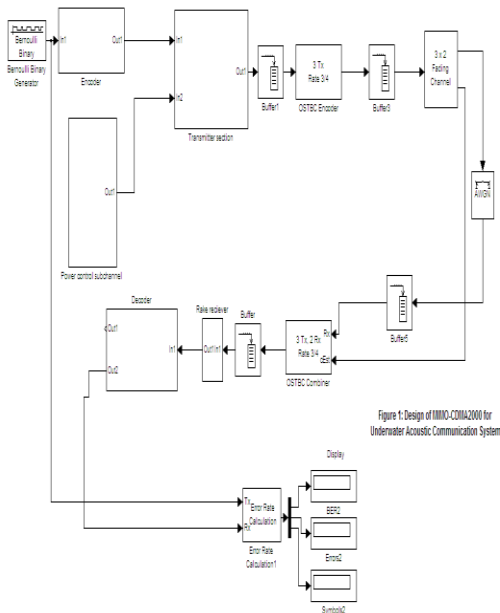 Bernoulli
Binary
Bernoulli Binary
Generator
In1
Out1
Encoder
In1
In2
Out1
Transmitter section
Buffer1
3 Tx
Rate 3/4
OSTBC Encoder
Buffer3
3 x 2
Fading
Channel
AWGN
Out1
Power control subchannel
Decoder
Out1
Out2
In1
Rake reciever
Out1
In1
Buffer
3 Tx, 2 Rx
Rate 3/4
Rx
cEst
OSTBC Combiner
Buffer5
Figure 1: Design of MIMO-CDMA2000 for
Underwater Acoustic Communication System
Display
Tx
Rx
Error Rate
Calculation
Error Rate
Calculation1
BER2
Errors2
Symbols2